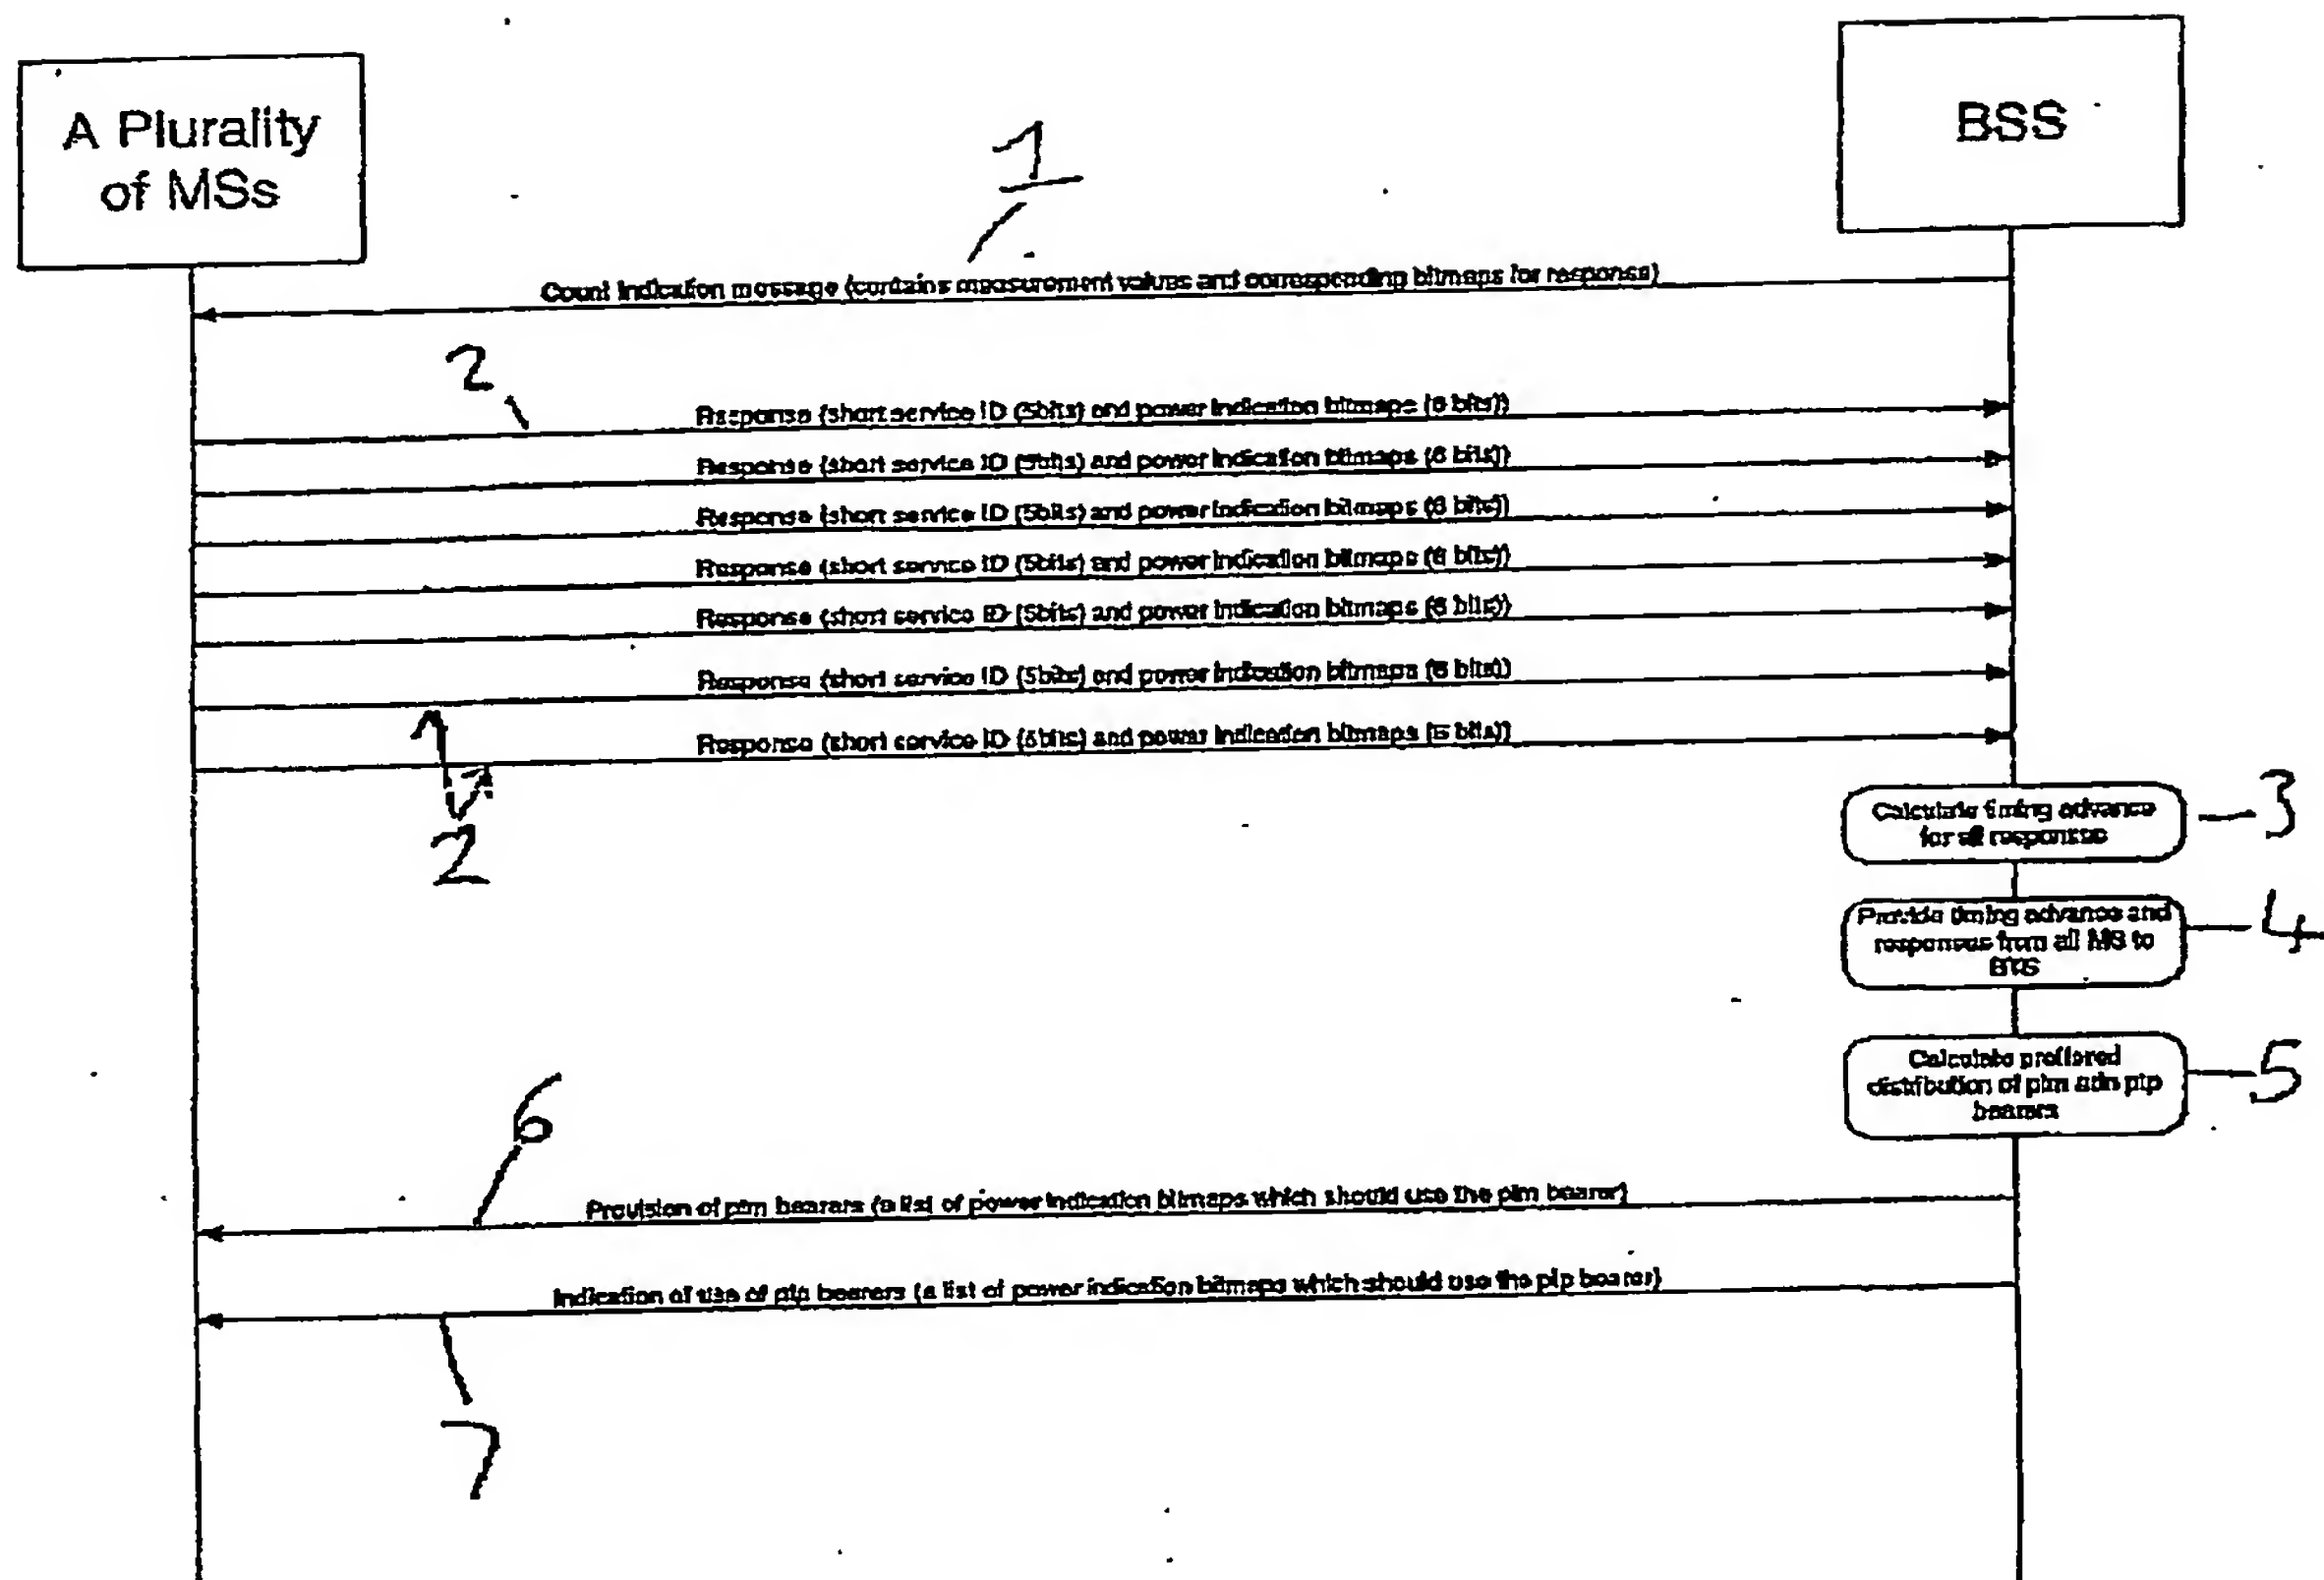 A Plurality
of MSs
BSS
1
Count indication message (contains measurement values and corresponding bitmaps for response)
2
Response (short service ID (5bits) and power indication bitmaps (6 bits))
Response (short service ID (5bits) and power indication bitmaps (6 bits))
Response (short service ID (5bits) and power indication bitmaps (6 bits))
Response (short service ID (5bits) and power indication bitmaps (6 bits))
Response (short service ID (5bits) and power indication bitmaps (6 bits))
Response (short service ID (5bits) and power indication bitmaps (6 bits))
Response (short service ID (5bits) and power indication bitmaps (6 bits))
2
Calculate timing advance
for all responses
3
Provide timing advance and
responses from all MS to
BTS
4
Calculate preffered
distribution of ptm adn ptp
bearers
5
6
Provision of ptm bearers (a list of power indication bitmaps which should use the ptm bearer)
Indication of use of ptp bearers (a list of power indication bitmaps which should use the ptp bearer)
7